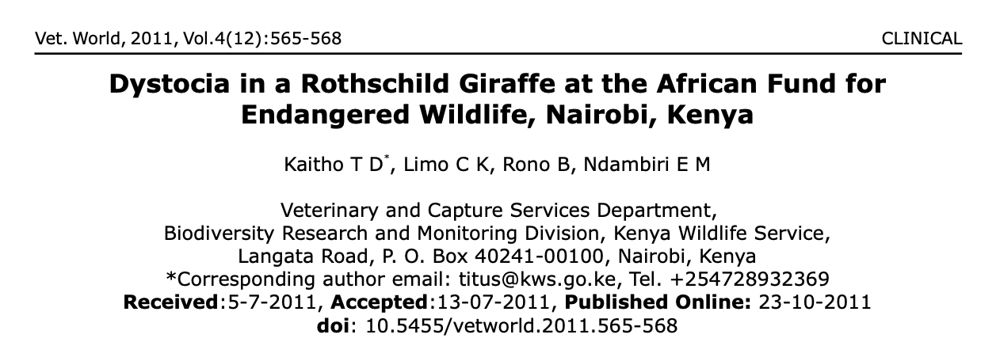 Vet. World, 2011, Vol.4(12):565-568 CLINICAL
Dystocia in a Rothschild Giraffe at the African Fund for
Endangered Wildlife, Nairobi, Kenya
Kaitho T D*, Limo C K, Rono B, Ndambiri E M
Veterinary and Capture Services Department,
Biodiversity Research and Monitoring Division, Kenya Wildlife Service,
Langata Road, P. O. Box 40241-00100, Nairobi, Kenya
*Corresponding author email: titus@kws.go.ke, Tel. +254728932369
Received:5-7-2011, Accepted:13-07-2011, Published Online: 23-10-2011
doi: 10.5455/vetworld.2011.565-568